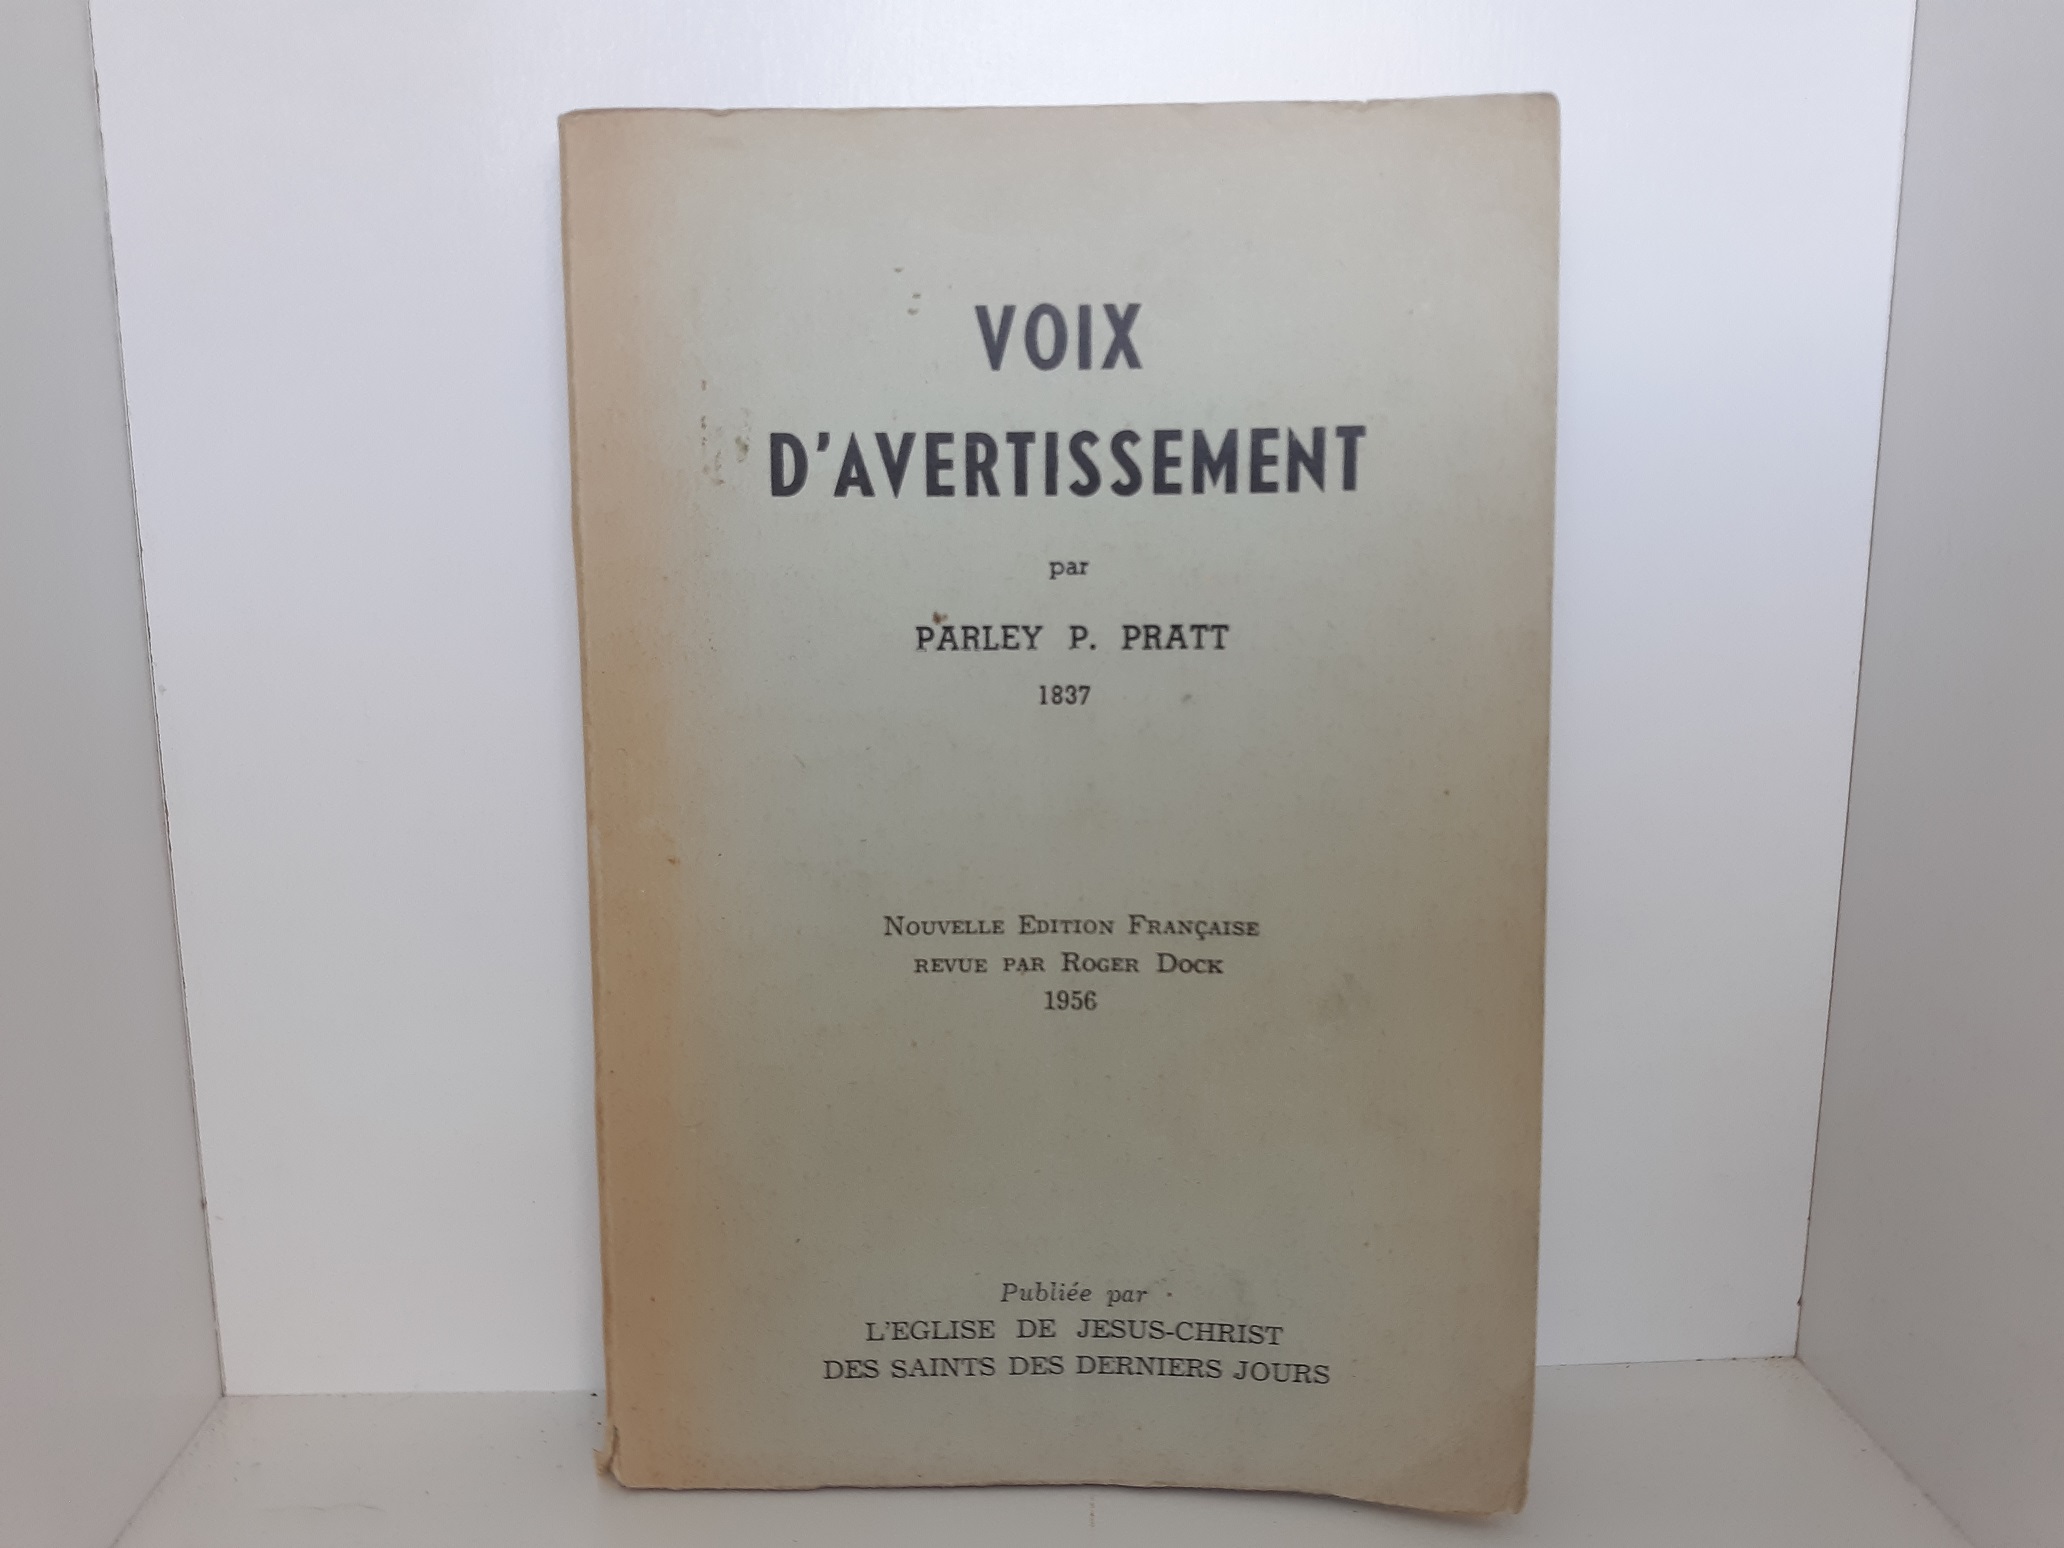 VOIX
D'AVERTISSEMENT
par
PARLEY P. PRATT
1837
NOUVELLE EDITION FRANÇAISE
REVUE PAR ROGER DOCK
1956
Publiée par
L'EGLISE DE JESUS-CHRIST
DES SAINTS DES DERNIERS JOURS